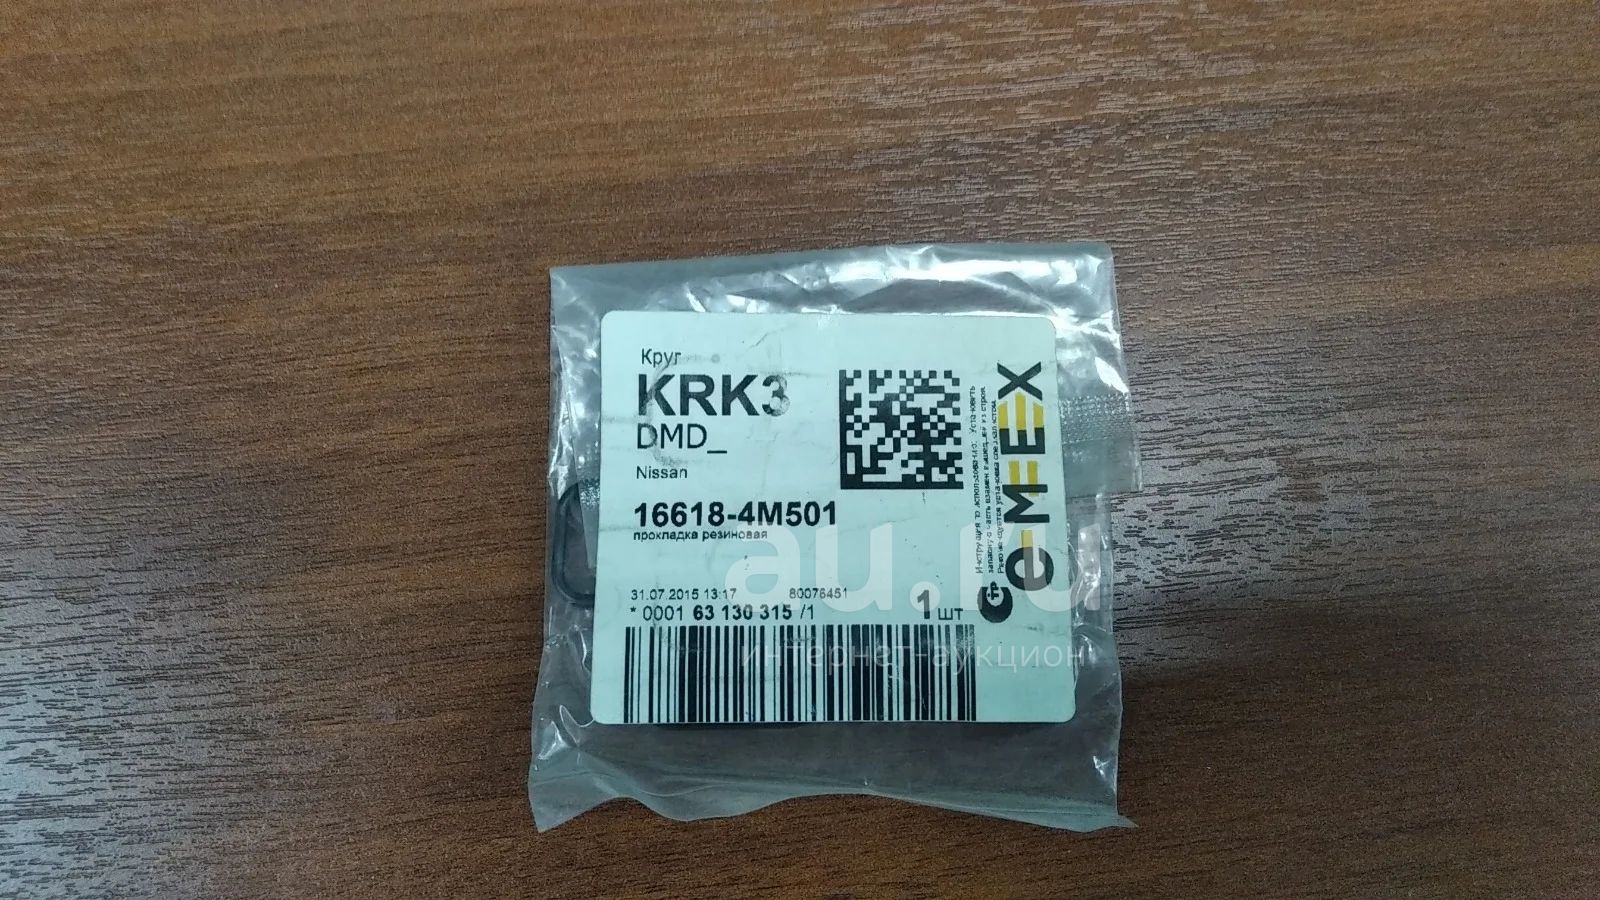 Круг
KRK3
DMD_
Nissan
16618-4M501
прокладка резиновая
31.07.2015 13:17 80076451
* 0001 63 130 315 /1 1 шт
e-MEX
au.ru
интернет-аукцион